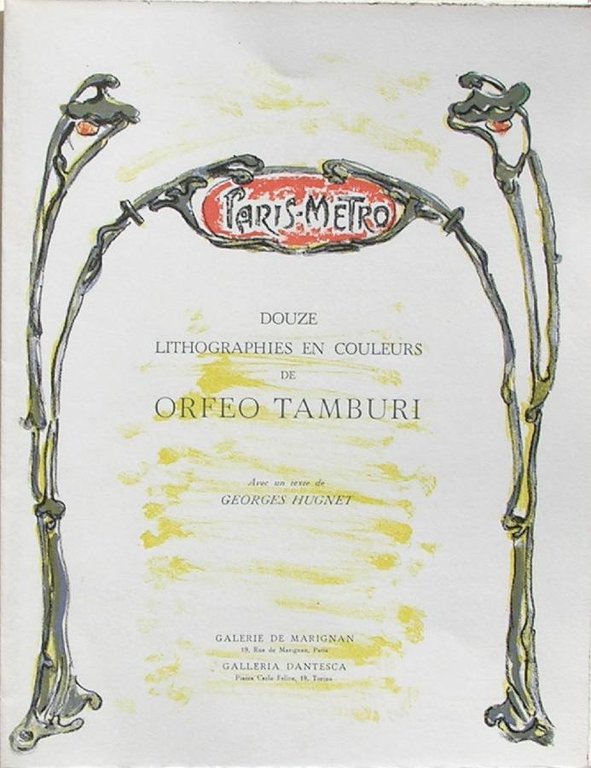 PARIS-METRO
DOUZE
LITHOGRAPHIES EN COULEURS
DE
ORFEO TAMBURI
Avec un texte de
GEORGES HUGNET
GALERIE DE MARIGNAN
19, Rue de Marignan, Paris
GALLERIA DANTESCA
Piazza Carlo Felice, 19, Torino